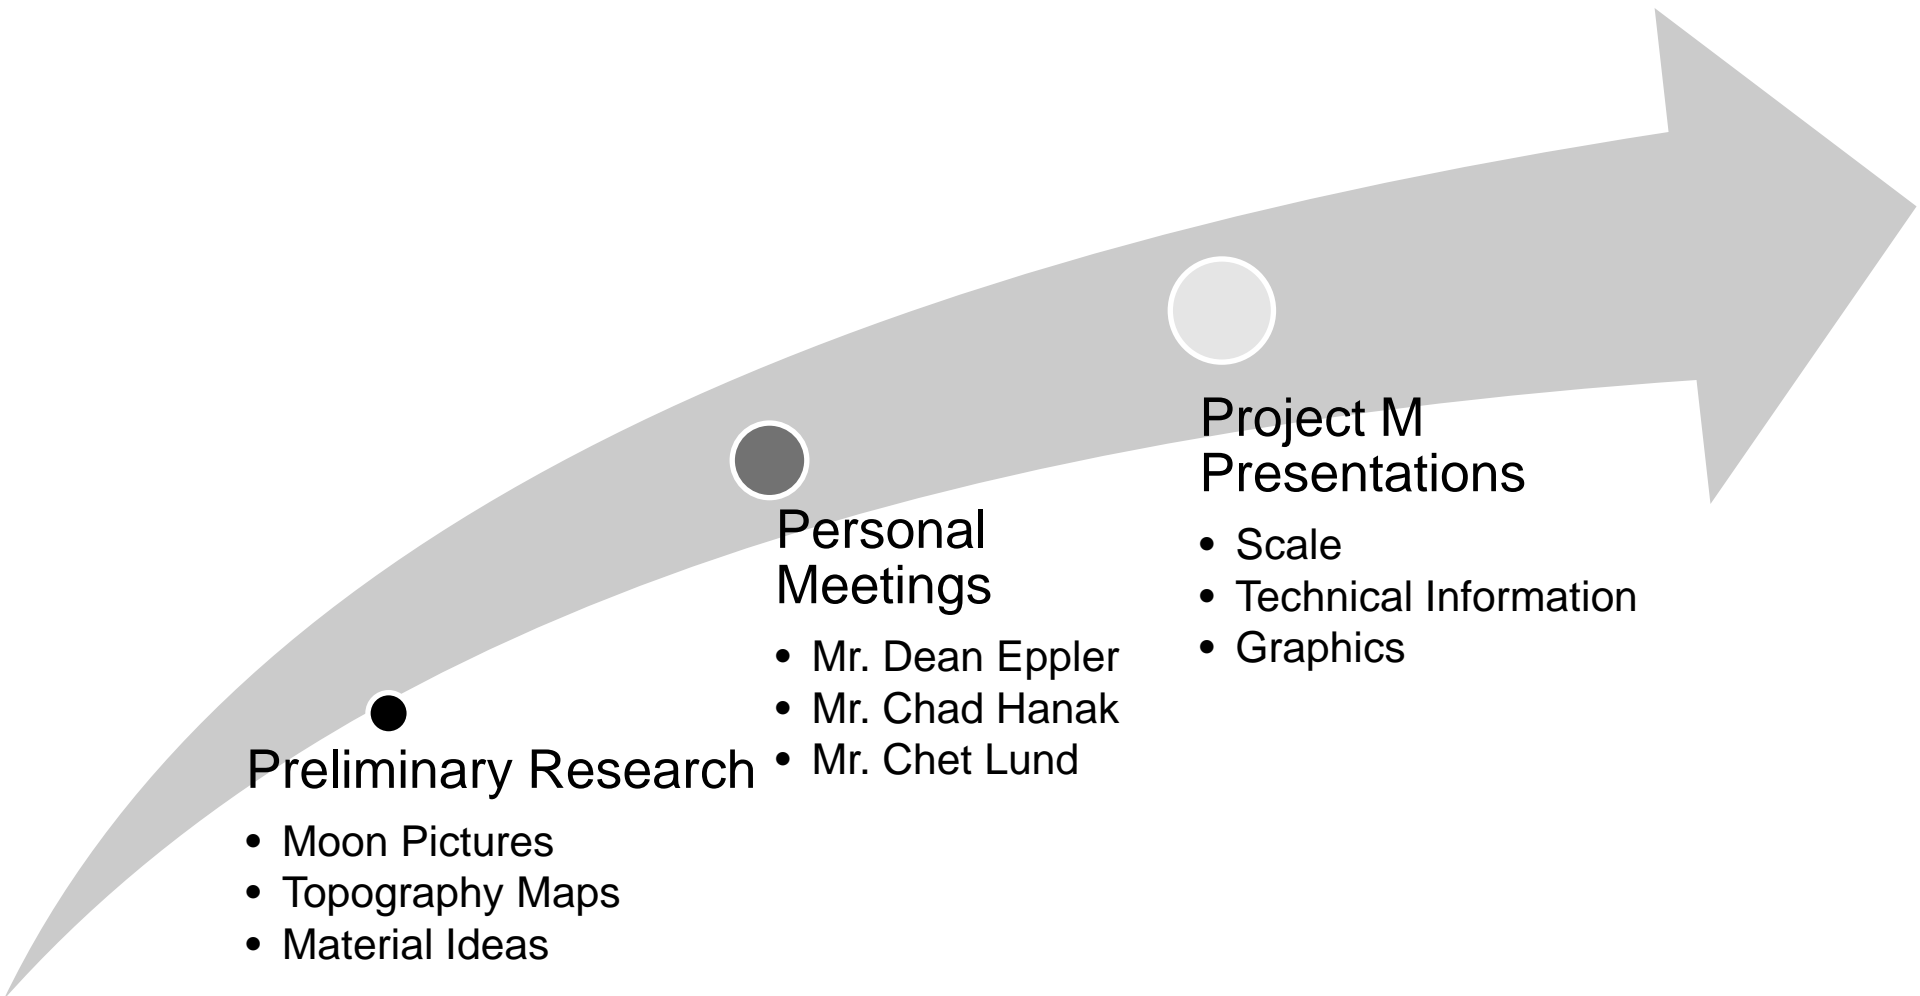 Preliminary Research
• Moon Pictures
• Topography Maps
• Material Ideas
Personal
Meetings
• Mr. Dean Eppler
• Mr. Chad Hanak
• Mr. Chet Lund
Project M
Presentations
• Scale
• Technical Information
• Graphics